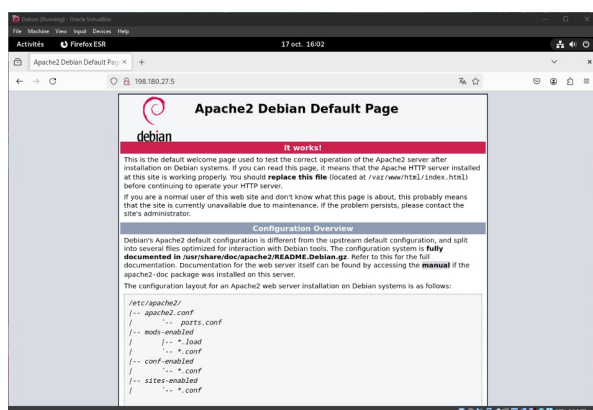 Debian [Running] - Oracle VirtualBox
File Machine View Input Devices Help
Activités Firefox ESR 17 oct. 16:02
Apache2 Debian Default Pag
198.180.27.5
debian
Apache2 Debian Default Page
It works!
This is the default welcome page used to test the correct operation of the Apache2 server after
installation on Debian systems. If you can read this page, it means that the Apache HTTP server installed
at this site is working properly. You should replace this file (located at /var/www/html/index.html)
before continuing to operate your HTTP server.
If you are a normal user of this web site and don't know what this page is about, this probably means
that the site is currently unavailable due to maintenance. If the problem persists, please contact the
site's administrator.
Configuration Overview
Debian's Apache2 default configuration is different from the upstream default configuration, and split
into several files optimized for interaction with Debian tools. The configuration system is fully
documented in /usr/share/doc/apache2/README.Debian.gz. Refer to this for the full
documentation. Documentation for the web server itself can be found by accessing the manual if the
apache2-doc package was installed on this server.
The configuration layout for an Apache2 web server installation on Debian systems is as follows:
/etc/apache2/
|-- apache2.conf
|       `--  ports.conf
|-- mods-enabled
|       |-- *.load
|       `-- *.conf
|-- conf-enabled
|       `-- *.conf
|-- sites-enabled
|       `-- *.conf